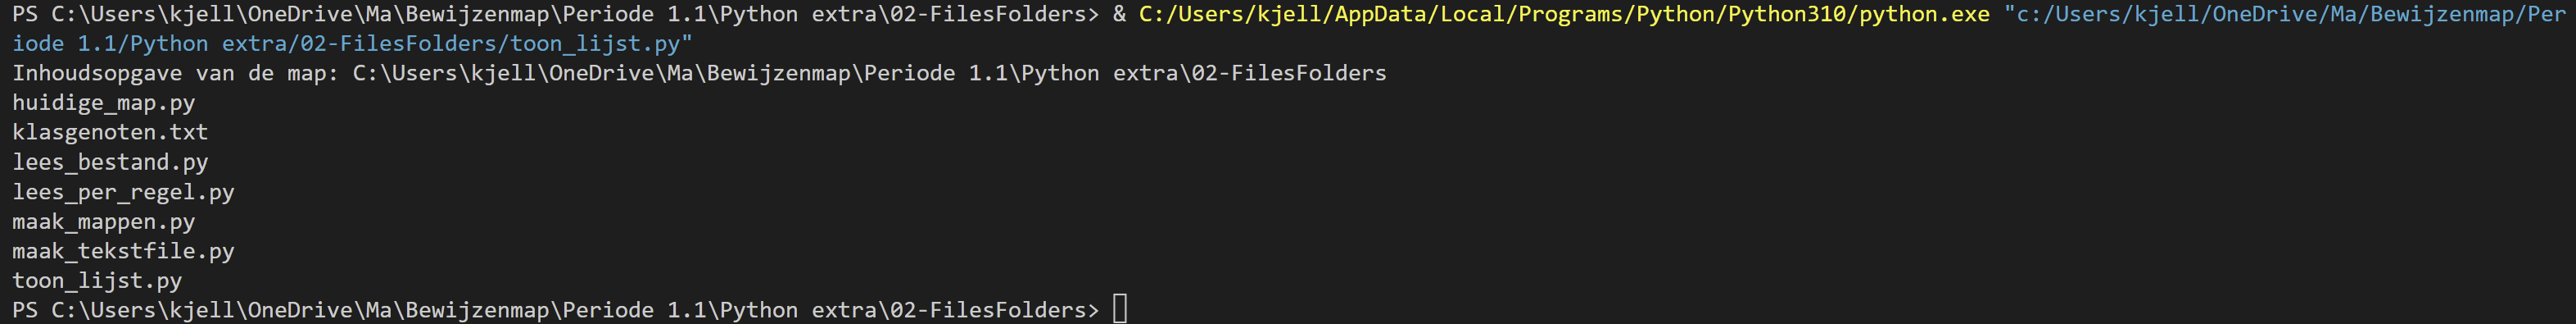 PS C:\Users\kjell\OneDrive\Ma\Bewijzenmap\Periode 1.1\Python extra\02-FilesFolders> & C:/Users/kjell/AppData/Local/Programs/Python/Python310/python.exe "c:/Users/kjell/OneDrive/Ma/Bewijzenmap/Per
iode 1.1/Python extra/02-FilesFolders/toon_lijst.py"
Inhoudsopgave van de map: C:\Users\kjell\OneDrive\Ma\Bewijzenmap\Periode 1.1\Python extra\02-FilesFolders
huidige_map.py
klasgenoten.txt
lees_bestand.py
lees_per_regel.py
maak_mappen.py
maak_tekstfile.py
toon_lijst.py
PS C:\Users\kjell\OneDrive\Ma\Bewijzenmap\Periode 1.1\Python extra\02-FilesFolders>